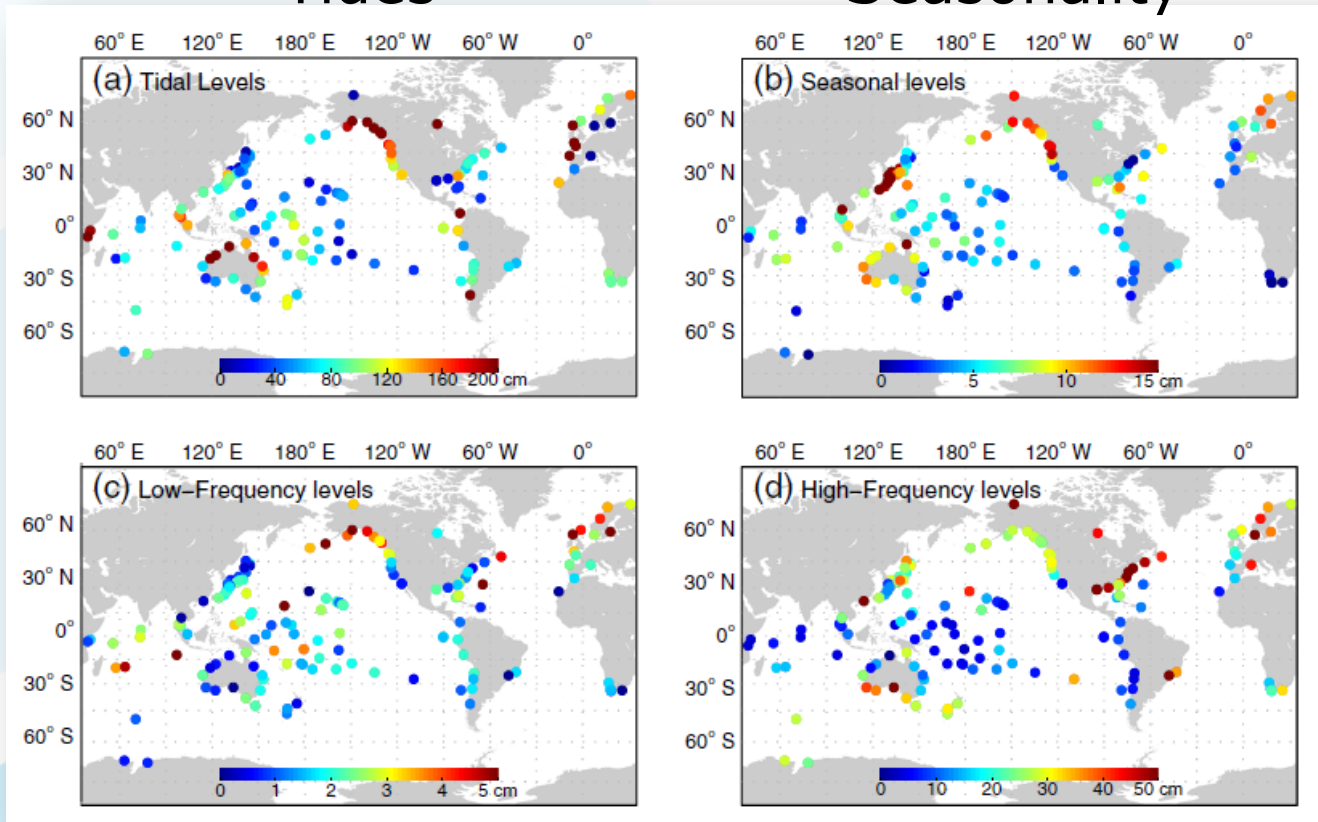 Tides Seasonality
60° E 120° E 180° E 120° W 60° W 0° 60° E 120° E 180° E 120° W 60° W 0°
(a) Tidal Levels (b) Seasonal levels
60° N 60° N
30° N 30° N
0° 0°
30° S 30° S
60° S 60° S
0 40 80 120 160 200 cm 0 5 10 15 cm
60° E 120° E 180° E 120° W 60° W 0° 60° E 120° E 180° E 120° W 60° W 0°
(c) Low–Frequency levels (d) High–Frequency levels
60° N 60° N
30° N 30° N
0° 0°
30° S 30° S
60° S 60° S
0 1 2 3 4 5 cm 0 10 20 30 40 50 cm